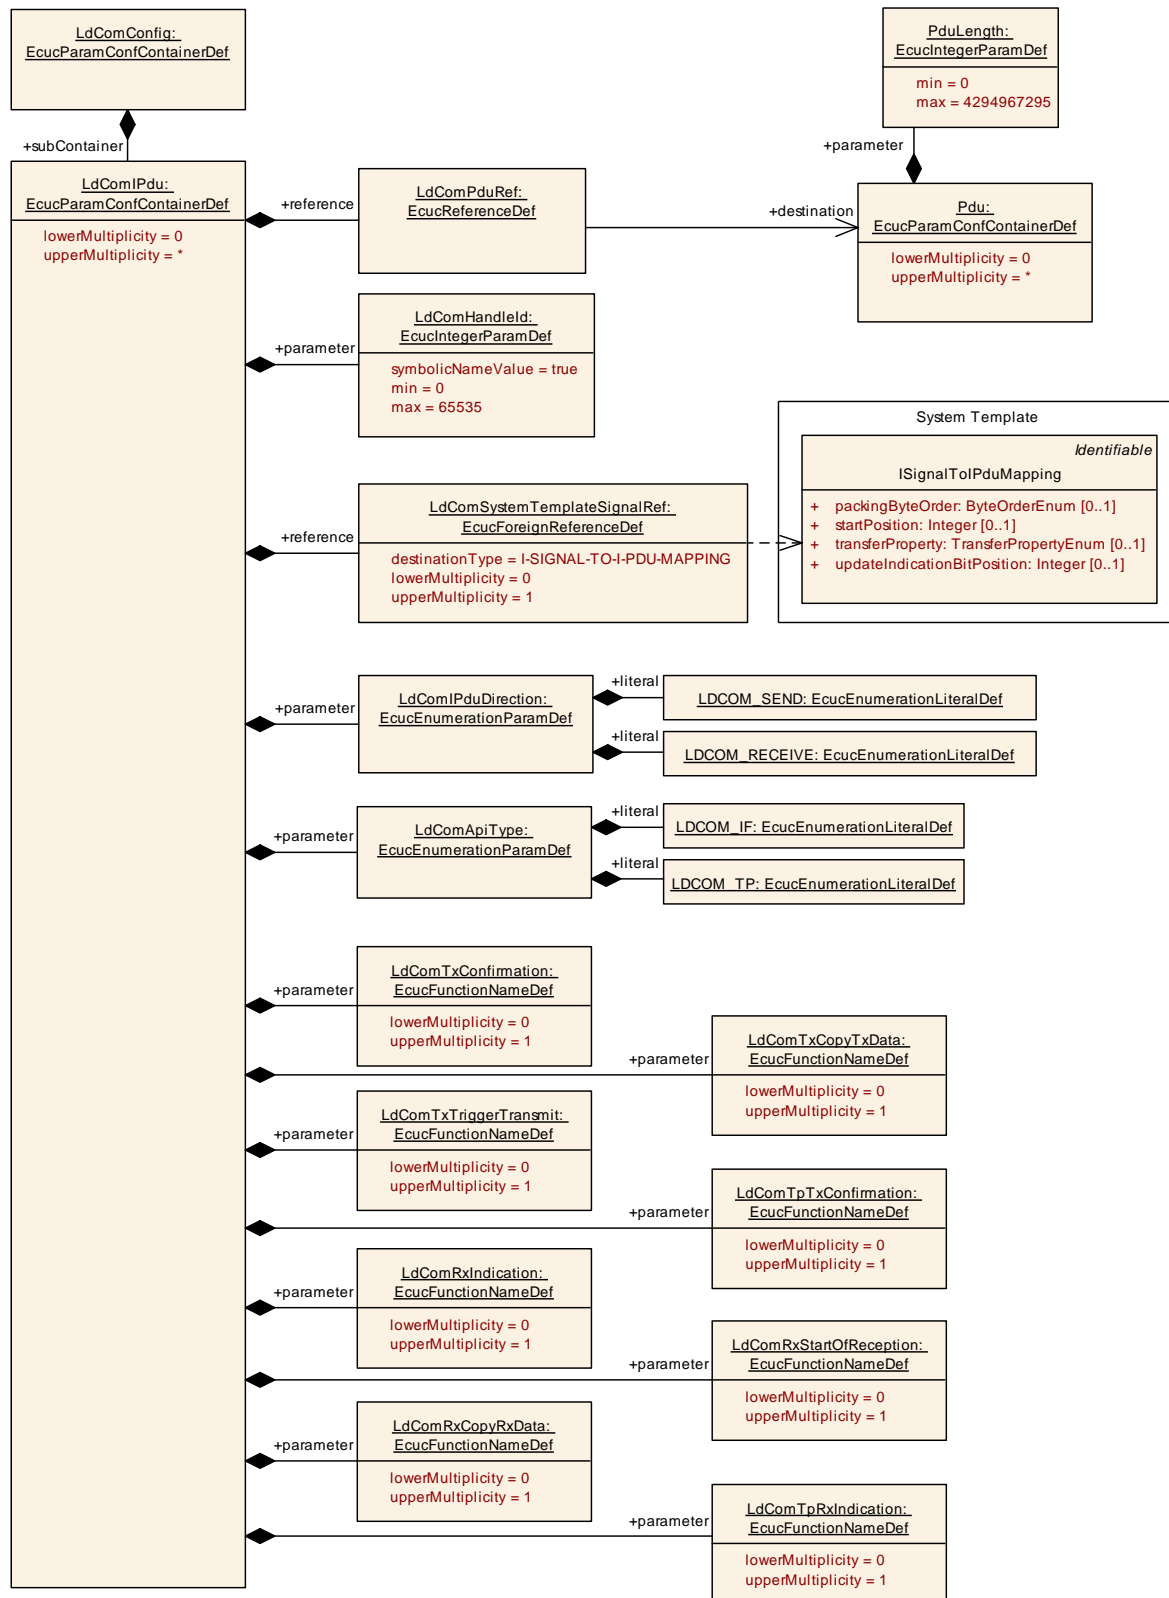 LdComConfig:
EcucParamConfContainerDef
+subContainer
LdComIPdu:
EcucParamConfContainerDef
lowerMultiplicity = 0
upperMultiplicity = *
+reference
LdComPduRef:
EcucReferenceDef
+destination
PduLength:
EcucIntegerParamDef
min = 0
max = 4294967295
+parameter
Pdu:
EcucParamConfContainerDef
lowerMultiplicity = 0
upperMultiplicity = *
+parameter
LdComHandleId:
EcucIntegerParamDef
symbolicNameValue = true
min = 0
max = 65535
+reference
LdComSystemTemplateSignalRef:
EcucForeignReferenceDef
destinationType = I-SIGNAL-TO-I-PDU-MAPPING
lowerMultiplicity = 0
upperMultiplicity = 1
System Template
Identifiable
ISignalToIPduMapping
+ packingByteOrder: ByteOrderEnum [0..1]
+ startPosition: Integer [0..1]
+ transferProperty: TransferPropertyEnum [0..1]
+ updateIndicationBitPosition: Integer [0..1]
+parameter
LdComIPduDirection:
EcucEnumerationParamDef
+literal
LDCOM_SEND: EcucEnumerationLiteralDef
+literal
LDCOM_RECEIVE: EcucEnumerationLiteralDef
+parameter
LdComApiType:
EcucEnumerationParamDef
+literal
LDCOM_IF: EcucEnumerationLiteralDef
+literal
LDCOM_TP: EcucEnumerationLiteralDef
+parameter
LdComTxConfirmation:
EcucFunctionNameDef
lowerMultiplicity = 0
upperMultiplicity = 1
+parameter
LdComTxCopyTxData:
EcucFunctionNameDef
lowerMultiplicity = 0
upperMultiplicity = 1
+parameter
LdComTxTriggerTransmit:
EcucFunctionNameDef
lowerMultiplicity = 0
upperMultiplicity = 1
+parameter
LdComTpTxConfirmation:
EcucFunctionNameDef
lowerMultiplicity = 0
upperMultiplicity = 1
+parameter
LdComRxIndication:
EcucFunctionNameDef
lowerMultiplicity = 0
upperMultiplicity = 1
+parameter
LdComRxStartOfReception:
EcucFunctionNameDef
lowerMultiplicity = 0
upperMultiplicity = 1
+parameter
LdComRxCopyRxData:
EcucFunctionNameDef
lowerMultiplicity = 0
upperMultiplicity = 1
+parameter
LdComTpRxIndication:
EcucFunctionNameDef
lowerMultiplicity = 0
upperMultiplicity = 1